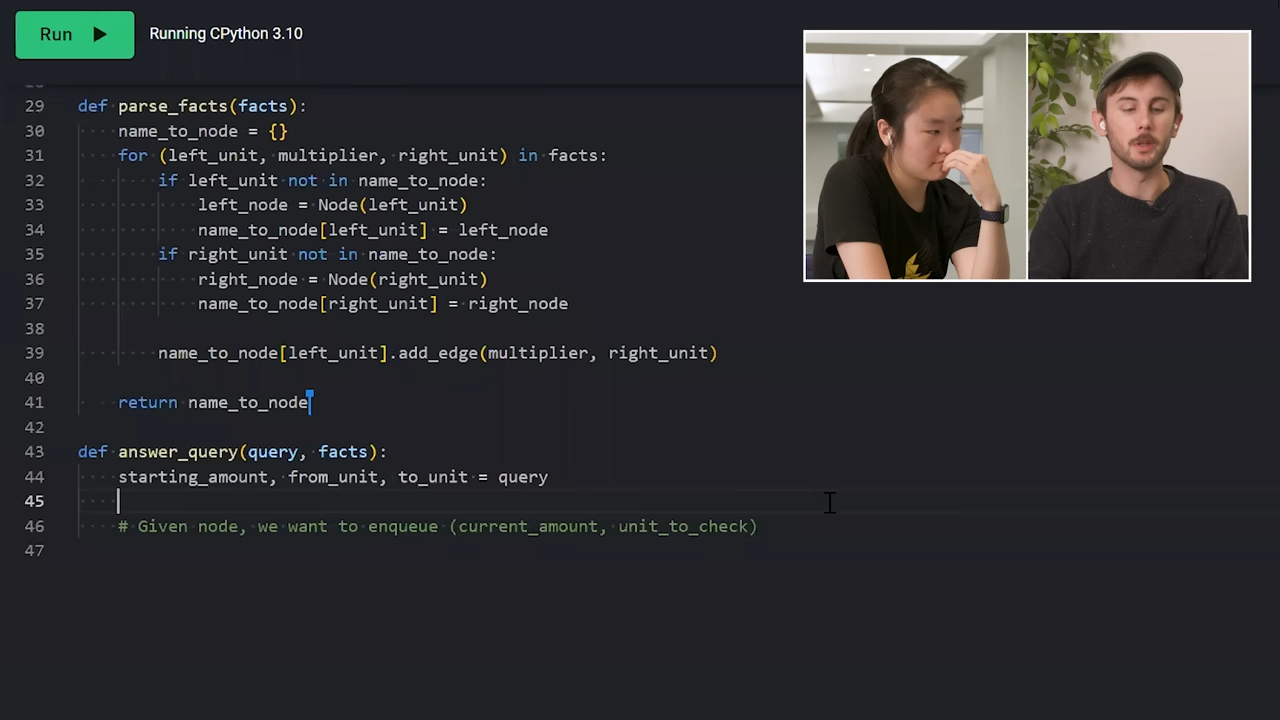 Run
Running CPython 3.10
29 def parse_facts(facts):
30 name_to_node = {}
31 for (left_unit, multiplier, right_unit) in facts:
32 if left_unit not in name_to_node:
33 left_node = Node(left_unit)
34 name_to_node[left_unit] = left_node
35 if right_unit not in name_to_node:
36 right_node = Node(right_unit)
37 name_to_node[right_unit] = right_node
38
39 name_to_node[left_unit].add_edge(multiplier, right_unit)
40
41 return name_to_node
42
43 def answer_query(query, facts):
44 starting_amount, from_unit, to_unit = query
45
46 # Given node, we want to enqueue (current_amount, unit_to_check)
47